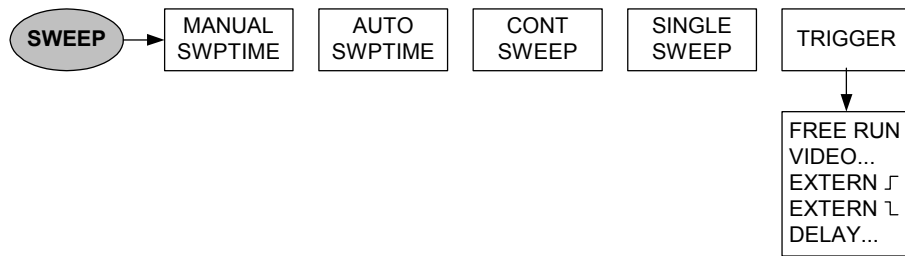 SWEEP
MANUAL
SWPTIME
AUTO
SWPTIME
CONT
SWEEP
SINGLE
SWEEP
TRIGGER
FREE RUN
VIDEO...
EXTERN
EXTERN
DELAY...